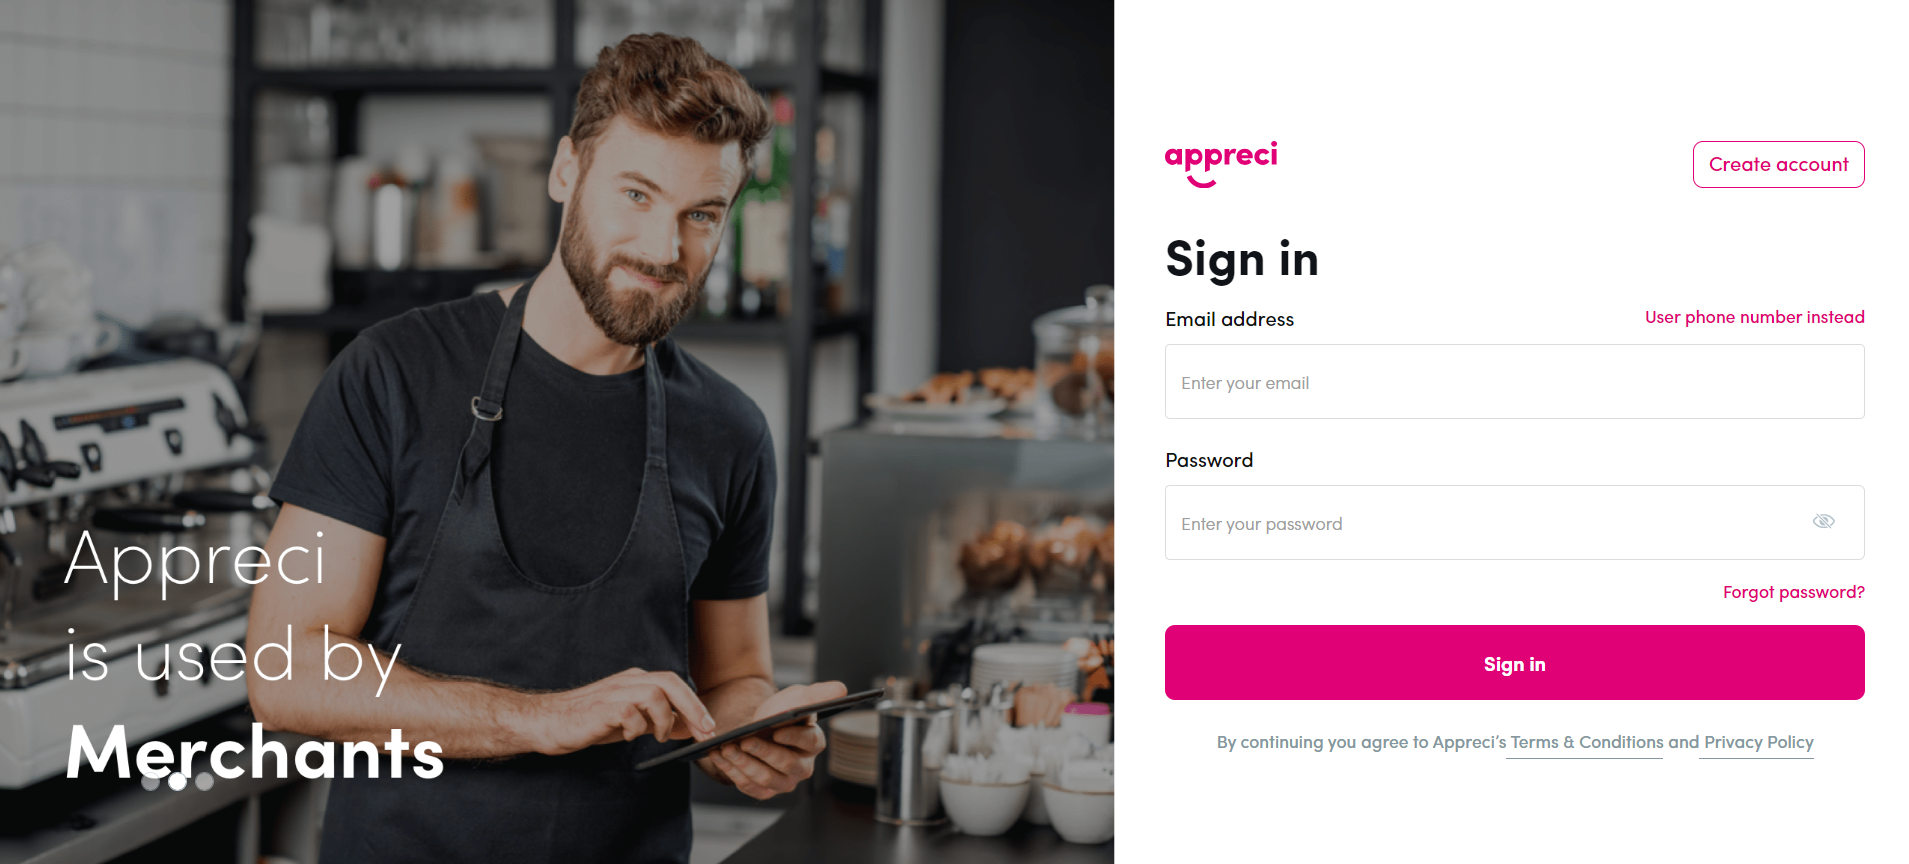 Appreci
is used by
Merchants
appreci
Create account
Sign in
Email address
User phone number instead
Enter your email
Password
Enter your password
Forgot password?
Sign in
By continuing you agree to Appreci’s Terms & Conditions and Privacy Policy